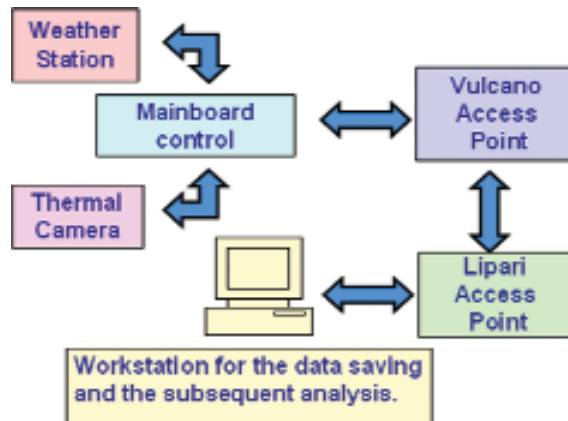 Weather
Station
Mainboard
control
Vulcano
Access
Point
Thermal
Camera
Lipari
Access
Point
Workstation for the data saving
and the subsequent analysis.